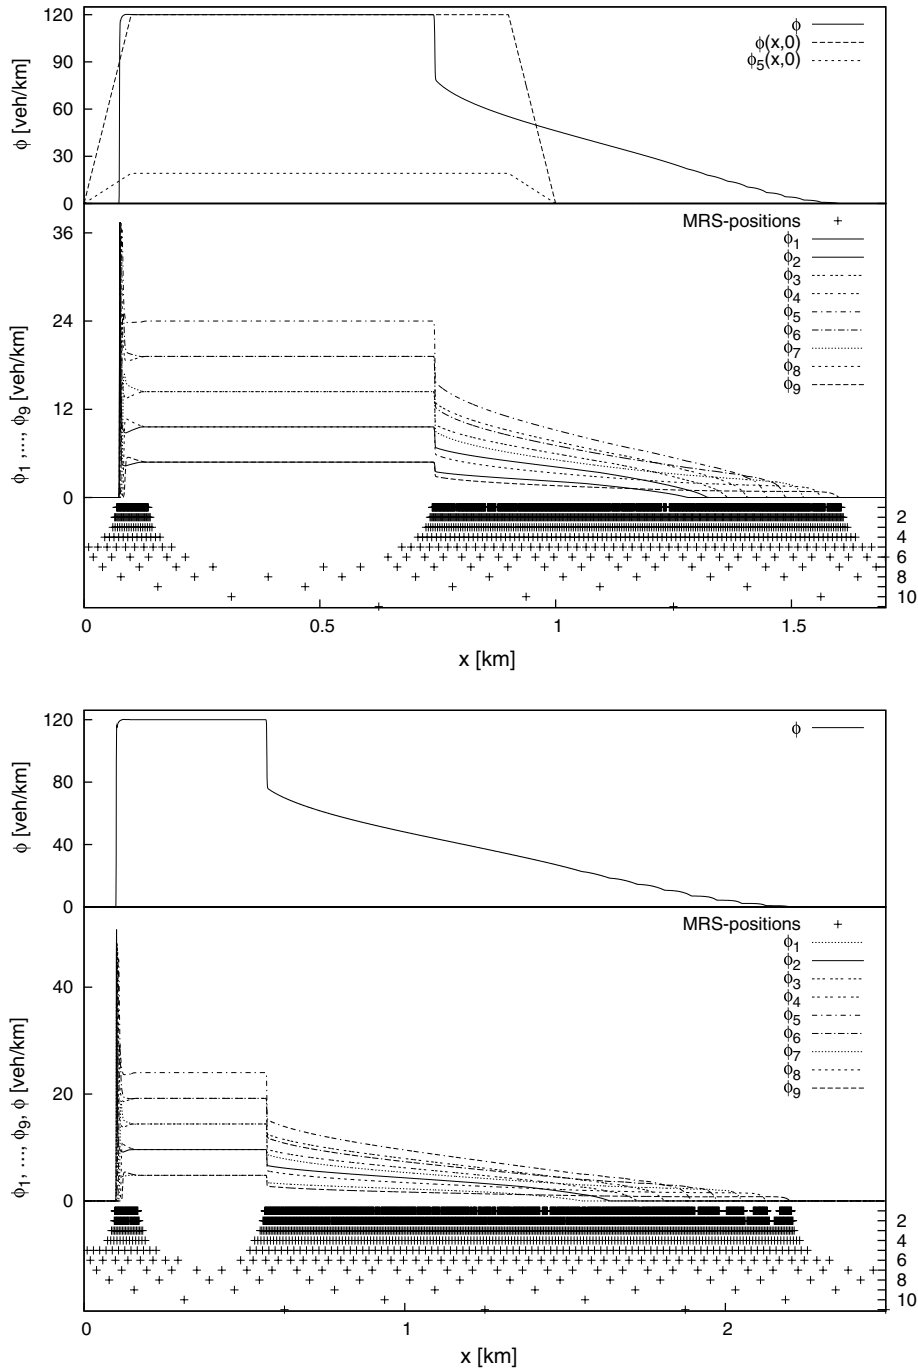 120
90
60
30
0
ϕ [veh/km]
ϕ
ϕ(x,0)
ϕ5(x,0)
36
24
12
0
ϕ1 ,..., ϕ9 [veh/km]
MRS-positions
ϕ1
ϕ2
ϕ3
ϕ4
ϕ5
ϕ6
ϕ7
ϕ8
ϕ9
2
4
6
8
10
0 0.5 1 1.5
x [km]
120
80
40
0
ϕ [veh/km]
ϕ
40
20
0
ϕ1, ..., ϕ9, ϕ [veh/km]
MRS-positions
ϕ1
ϕ2
ϕ3
ϕ4
ϕ5
ϕ6
ϕ7
ϕ8
ϕ9
2
4
6
8
10
0 1 2
x [km]